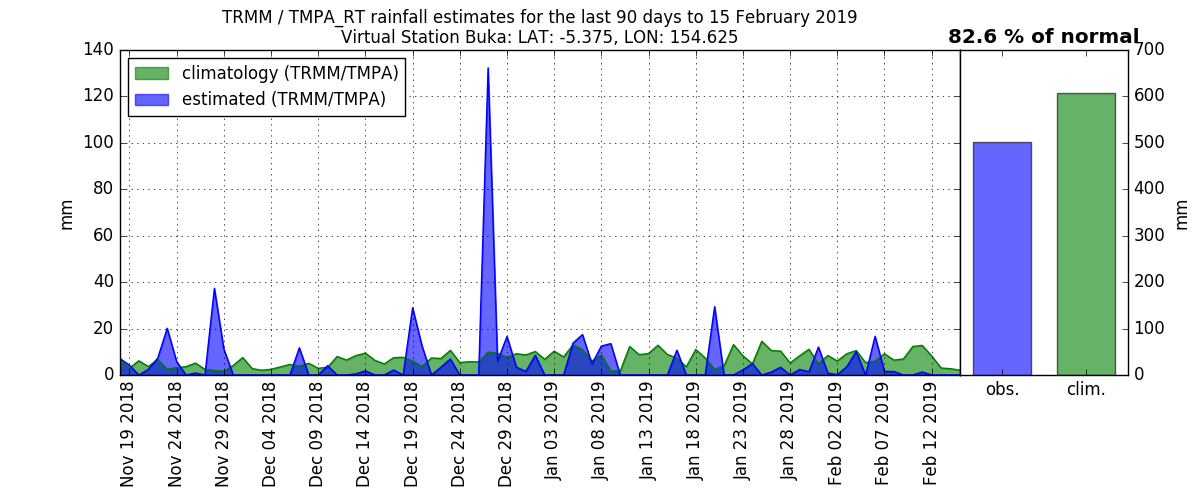 TRMM / TMPA_RT rainfall estimates for the last 90 days to 15 February 2019
Virtual Station Buka: LAT: -5.375, LON: 154.625
82.6 % of normal
climatology (TRMM/TMPA)
estimated (TRMM/TMPA)
140
120
100
80
60
40
20
0
mm
Nov 19 2018
Nov 24 2018
Nov 29 2018
Dec 04 2018
Dec 09 2018
Dec 14 2018
Dec 19 2018
Dec 24 2018
Dec 29 2018
Jan 03 2019
Jan 08 2019
Jan 13 2019
Jan 18 2019
Jan 23 2019
Jan 28 2019
Feb 02 2019
Feb 07 2019
Feb 12 2019
obs.
clim.
700
600
500
400
300
200
100
0
mm